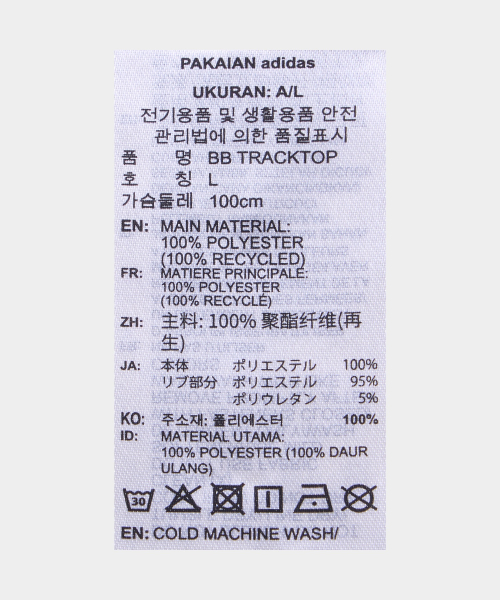 PAKAIAN adidas
UKURAN: A/L
전기용품 및 생활용품 안전
관리법에 의한 품질표시
품 명 BB TRACKTOP
호 칭 L
가슴둘레 100cm
EN: MAIN MATERIAL:
100% POLYESTER
(100% RECYCLED)
FR: MATIERE PRINCIPALE:
100% POLYESTER
(100% RECYCLÉ)
ZH: 主料: 100% 聚酯纤维(再
生)
JA: 本体 ポリエステル 100%
リブ部分 ポリエステル 95%
ポリウレタン 5%
KO: 주소재: 폴리에스터 100%
ID: MATERIAL UTAMA:
100% POLYESTER (100% DAUR
ULANG)
30
EN: COLD MACHINE WASH/